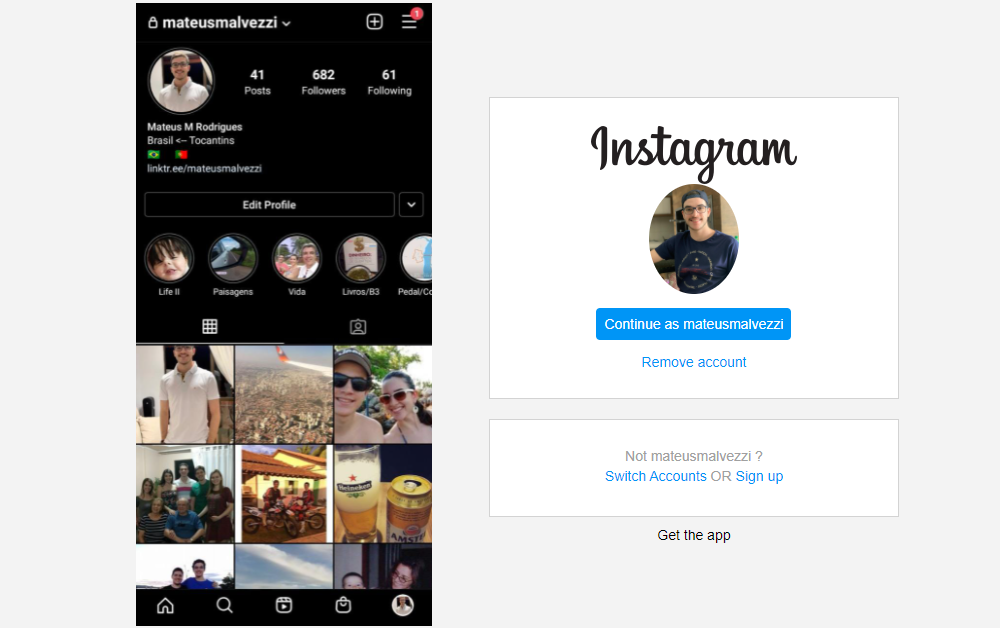 mateusmalvezzi
1
41 682 61
Posts Followers Following
Mateus M Rodrigues
Brasil <-- Tocantins
linktr.ee/mateusmalvezzi
Edit Profile
Life II Paisagens Vida Livros/B3 Pedal/Co
Heineken
AMSTE
Instagram
Continue as mateusmalvezzi
Remove account
Not mateusmalvezzi ?
Switch Accounts OR Sign up
Get the app